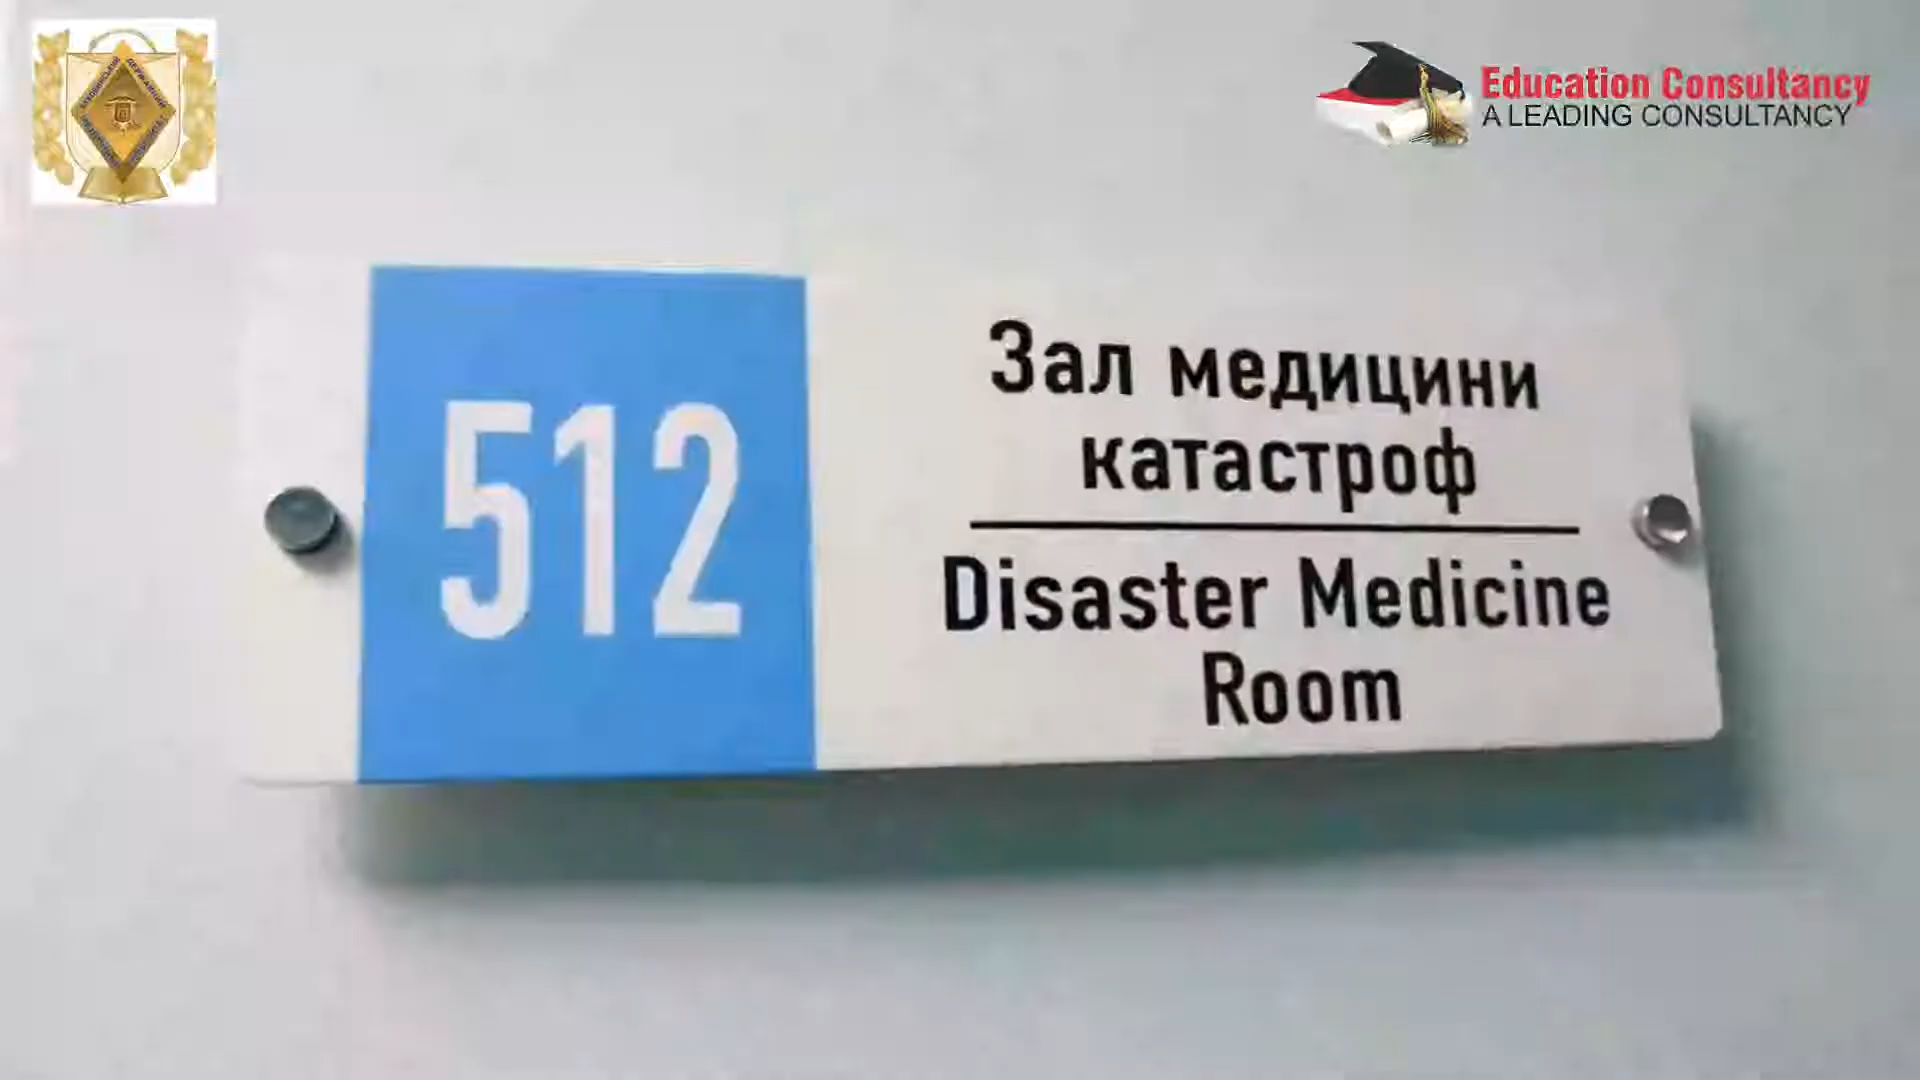 Education Consultancy
A LEADING CONSULTANCY
512
Зал медицини
катастроф
Disaster Medicine
Room